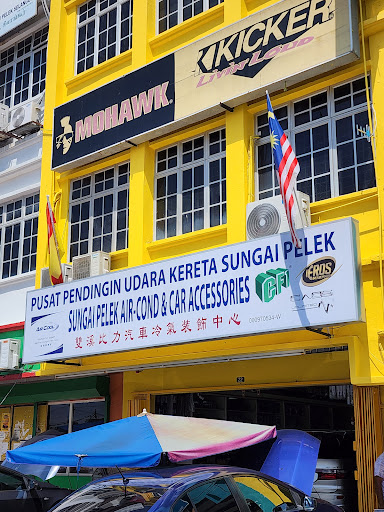 MOHAWK
KICKER
Livin' Loud
PUSAT PENDINGIN UDARA KERETA SUNGAI PELEK
SUNGAI PELEK AIR-COND & CAR ACCESSORIES
雙溪比力汽車冷氣裝飾中心
002970534-W